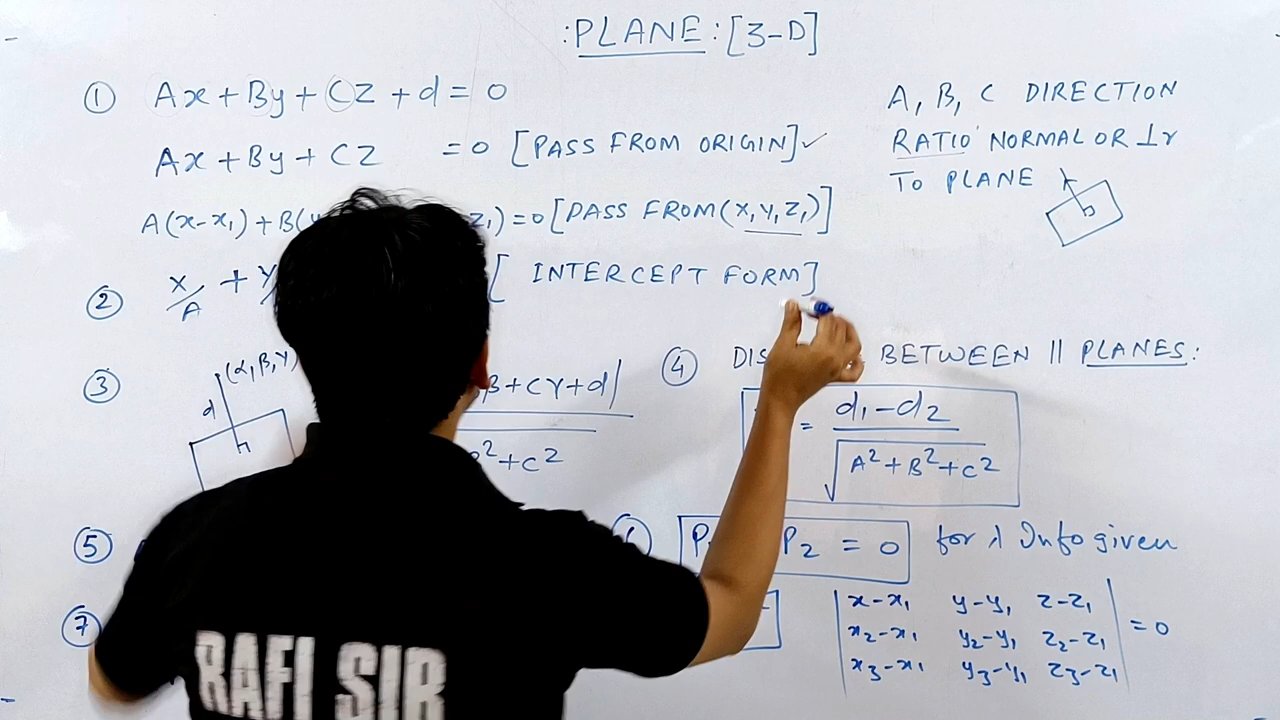 :PLANE:[3-D]
① Ax + By + CZ + d = 0
Ax + By + CZ = 0 [PASS FROM ORIGIN] ✓
A(x-x₁) + B(y z₁) = 0 [PASS FROM (X,Y,Z₁)]
② X/A + Y/ [ INTERCEPT FORM]
A, B, C DIRECTION
RATIO NORMAL OR ⊥r
TO PLANE
③ (α,β,γ) d
β + Cγ + d|
² + C²
④ BETWEEN || PLANES:
= d₁ - d₂ / √A² + B² + C²
⑤
P₂ = 0 for λ Info given
⑦
| x-x₁ y-y₁ z-z₁ |
| x₂-x₁ y₂-y₁ z₂-z₁ | = 0
| x₃-x₁ y₃-y₁ z₃-z₁ |
RAFI SIR